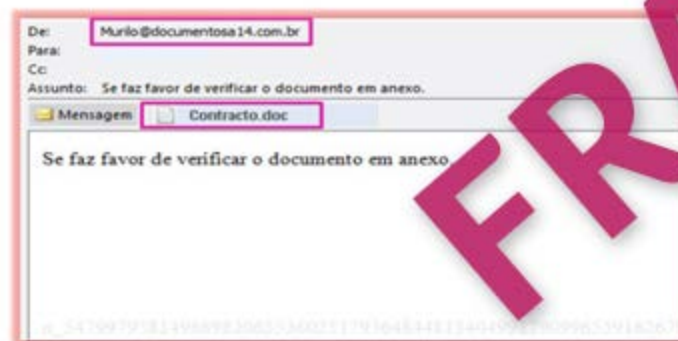 De: Murilo@documentosa14.com.br
Para:
Cc:
Assunto: Se faz favor de verificar o documento em anexo.
Mensagem Contracto.doc
Se faz favor de verificar o documento em anexo.
FRA